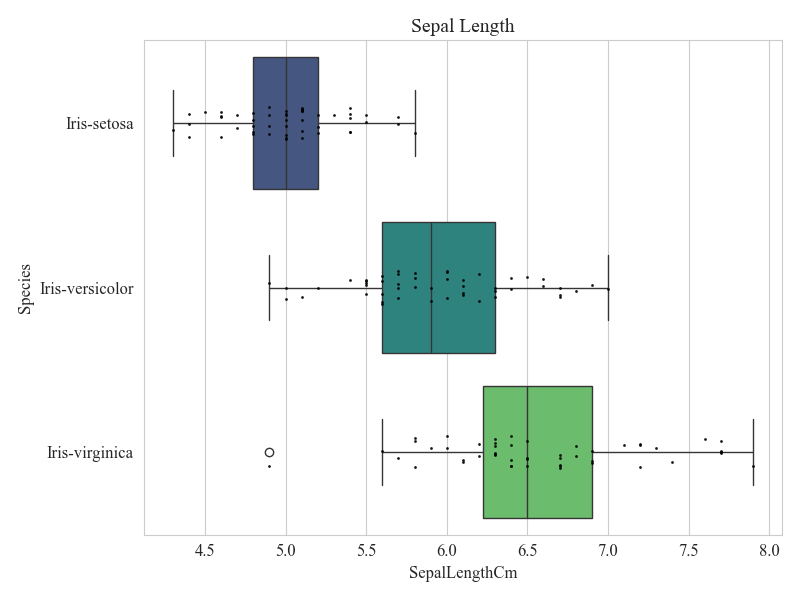 Sepal Length
Species
Iris-setosa
Iris-versicolor
Iris-virginica
4.5 5.0 5.5 6.0 6.5 7.0 7.5 8.0
SepalLengthCm